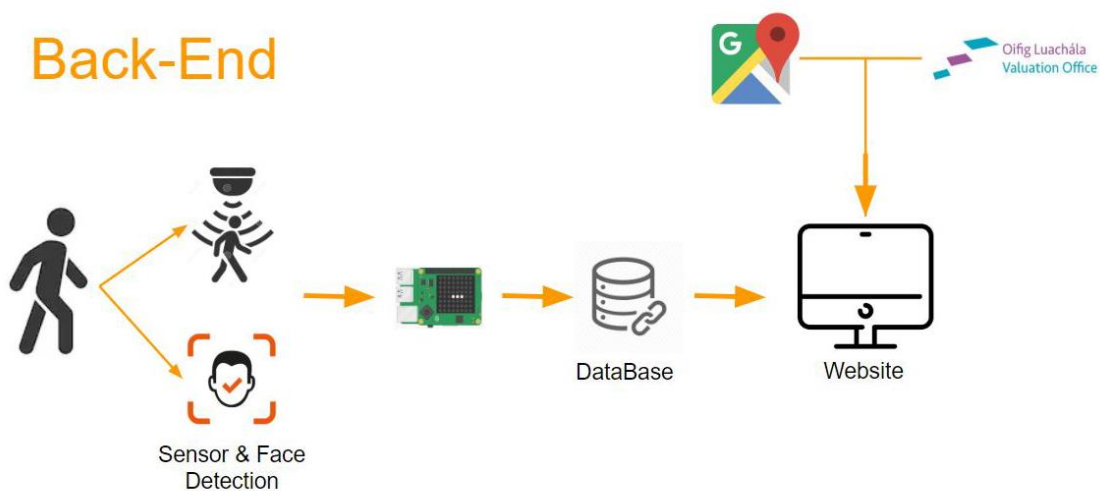 Back-End
G
Oifig Luachála
Valuation Office
DataBase
Website
Sensor & Face
Detection